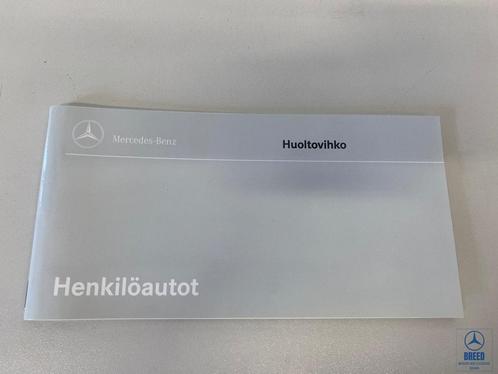 Mercedes-Benz
Huoltovihko
Henkilöautot
BREED